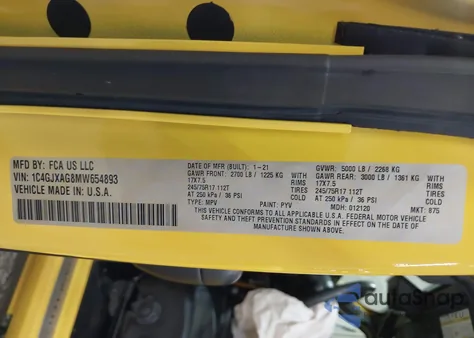 MFD BY: FCA US LLC
VIN: 1C4GJXAG8MW654893
VEHICLE MADE IN: U.S.A.
DATE OF MFR (BUILT): 1-21
GAWR FRONT: 2700 LB / 1225 KG WITH
17X7.5 RIMS
245/75R17 112T TIRES
AT 250 kPa / 36 PSI
GVWR: 5000 LB / 2268 KG
GAWR REAR: 3000 LB / 1361 KG WITH
17X7.5 RIMS
245/75R17 112T TIRES
AT 250 kPa / 36 PSI
TYPE: MPV PAINT: PYV MDH: 012120 MKT: 875
THIS VEHICLE CONFORMS TO ALL APPLICABLE U.S.A. FEDERAL MOTOR VEHICLE
SAFETY AND THEFT PREVENTION STANDARDS IN EFFECT ON THE DATE OF
MANUFACTURE SHOWN ABOVE.
autosnap